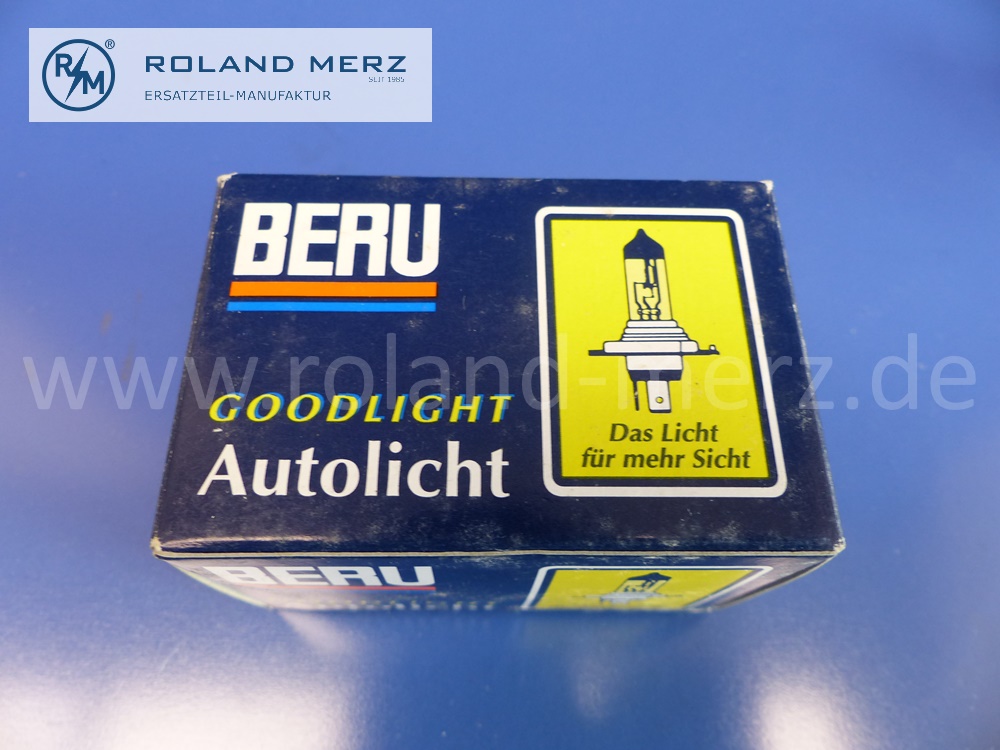 R/M®
ROLAND MERZ
SEIT 1985
ERSATZTEIL-MANUFAKTUR
BERU
www.roland-merz.de
GOODLIGHT
Autolicht
Das Licht
für mehr Sicht
BERU